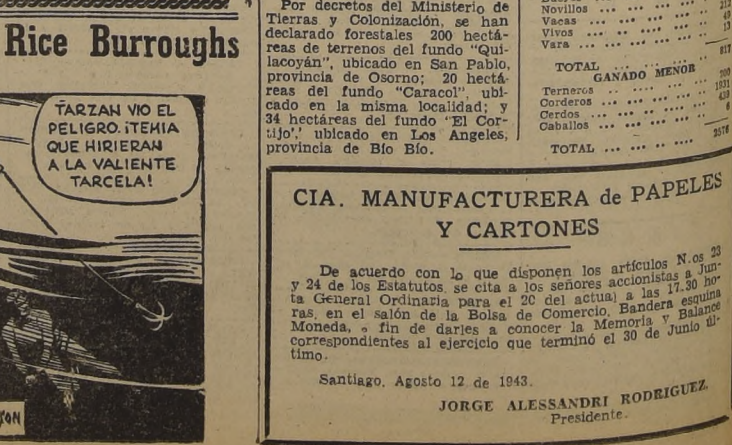 Rice Burroughs
TARZAN VIO EL
PELIGRO. ¡TEMIA
QUE HIRIERAN
A LA VALIENTE
TARCELA!
Por decretos del Ministerio de
Tierras y Colonización, se han
declarado forestales 200 hectá-
reas de terrenos del fundo "Qui-
lacoyán", ubicado en San Pablo,
provincia de Osorno; 20 hectá-
reas del fundo "Caracol", ubi-
cado en la misma localidad; y
34 hectáreas del fundo "El Cor-
tijo", ubicado en Los Angeles,
provincia de Bío Bío.
Novillos
Vacas
Vivos
Vara
TOTAL 817
GANADO MENOR
Terneros 700
Corderos 1931
Cerdos 439
Caballos
TOTAL 2576
CIA. MANUFACTURERA de PAPELES
Y CARTONES
De acuerdo con lo que disponen los artículos N.os 23
y 24 de los Estatutos, se cita a los señores accionistas a Jun-
ta General Ordinaria para el 20 del actual a las 17.30 ho-
ras, en el salón de la Bolsa de Comercio, Bandera esquina
Moneda, a fin de darles a conocer la Memoria y Balance
correspondientes al ejercicio que terminó el 30 de Junio úl-
timo.
Santiago, Agosto 12 de 1943.
JORGE ALESSANDRI RODRIGUEZ,
Presidente.